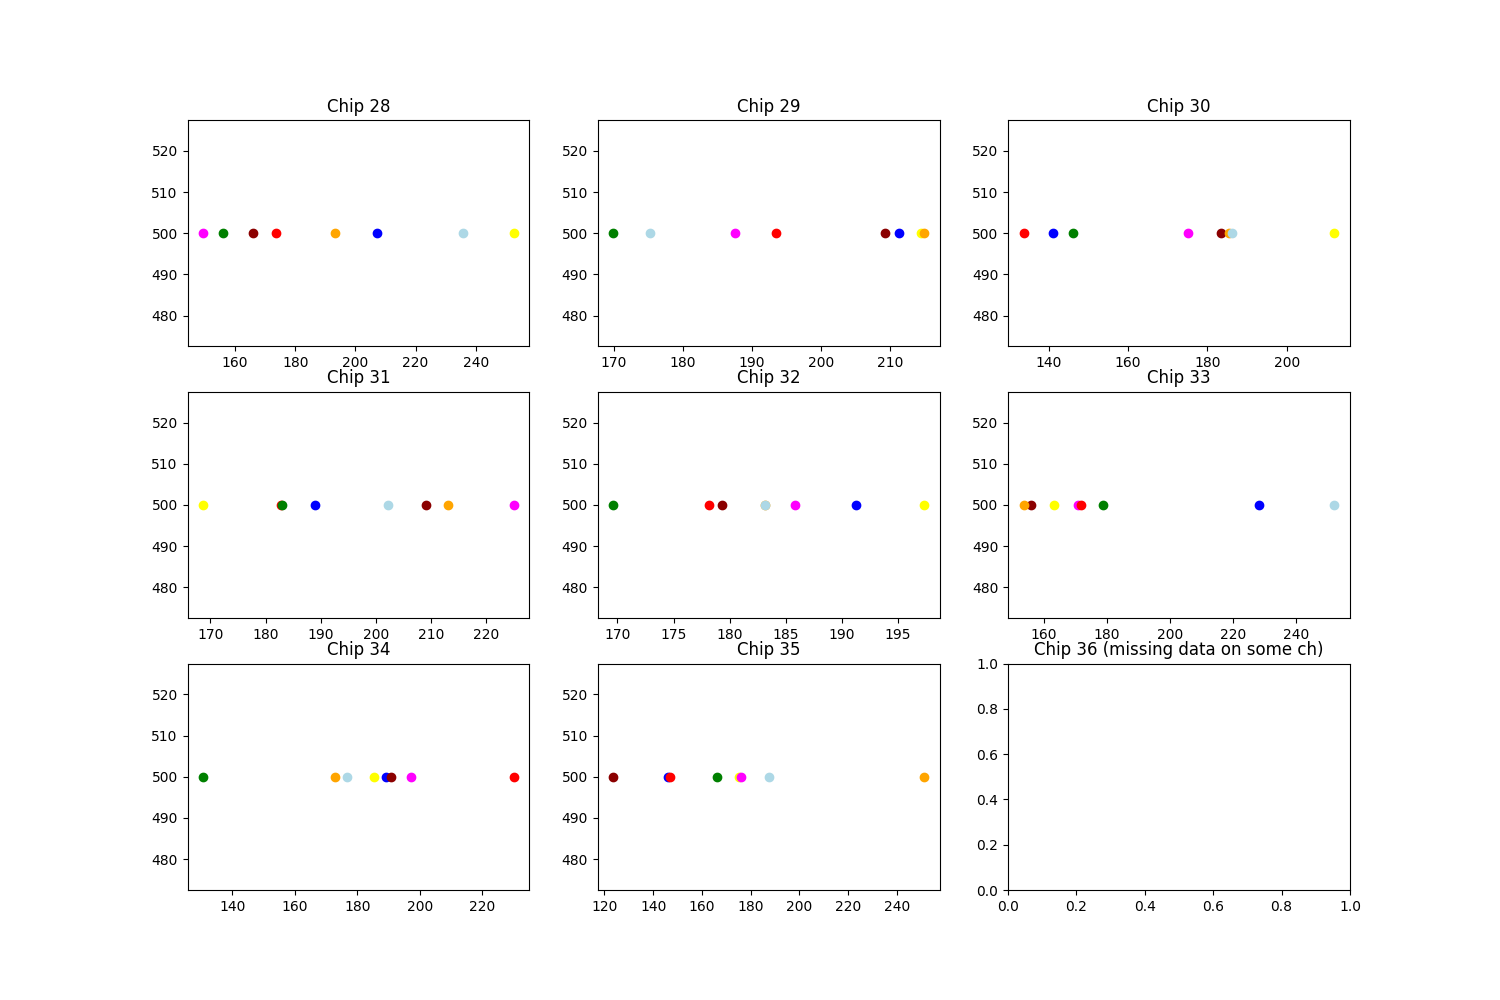 Chip 28
520
510
500
490
480
160 180 200 220 240
Chip 29
520
510
500
490
480
170 180 190 200 210
Chip 30
520
510
500
490
480
140 160 180 200
Chip 31
520
510
500
490
480
170 180 190 200 210 220
Chip 32
520
510
500
490
480
170 175 180 185 190 195
Chip 33
520
510
500
490
480
160 180 200 220 240
Chip 34
520
510
500
490
480
140 160 180 200 220
Chip 35
520
510
500
490
480
120 140 160 180 200 220 240
Chip 36 (missing data on some ch)
1.0
0.8
0.6
0.4
0.2
0.0
0.0 0.2 0.4 0.6 0.8 1.0